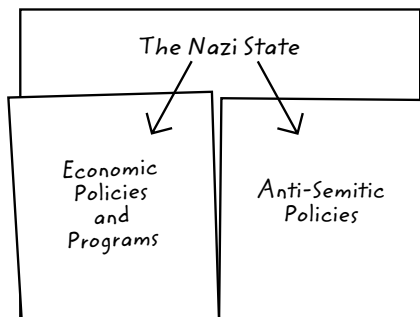 The Nazi State
Economic
Policies
and
Programs
Anti-Semitic
Policies